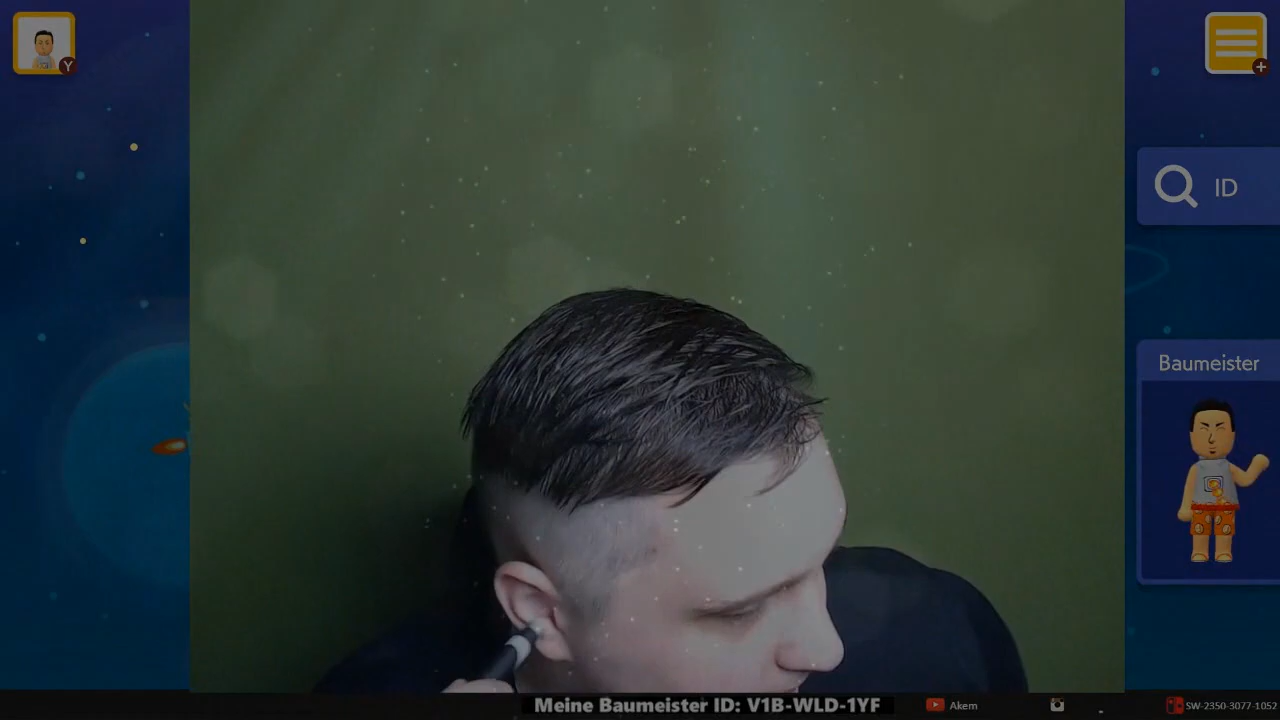 Y
+
ID
Baumeister
Meine Baumeister ID: V1B-WLD-1YF
Akem
SW-2350-3077-1052